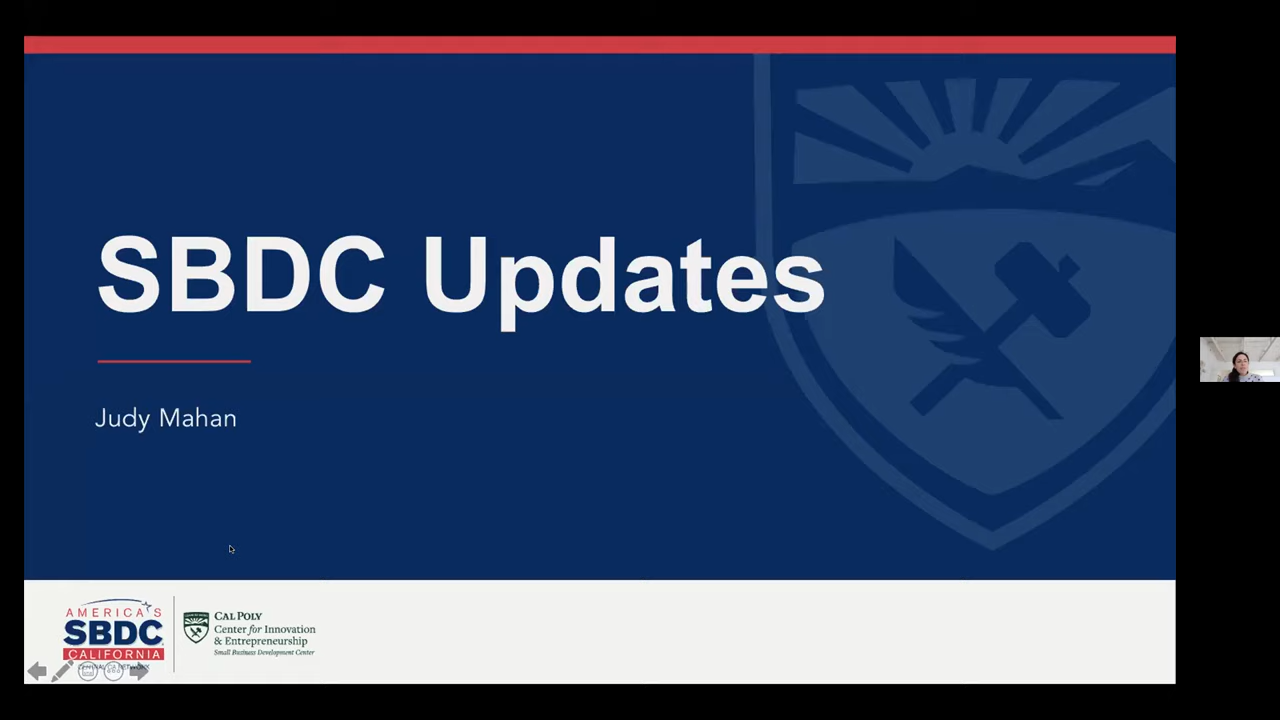 SBDC Updates
Judy Mahan
AMERICA'S
SBDC
CALIFORNIA
CAL POLY
Center for Innovation
& Entrepreneurship
Small Business Development Center